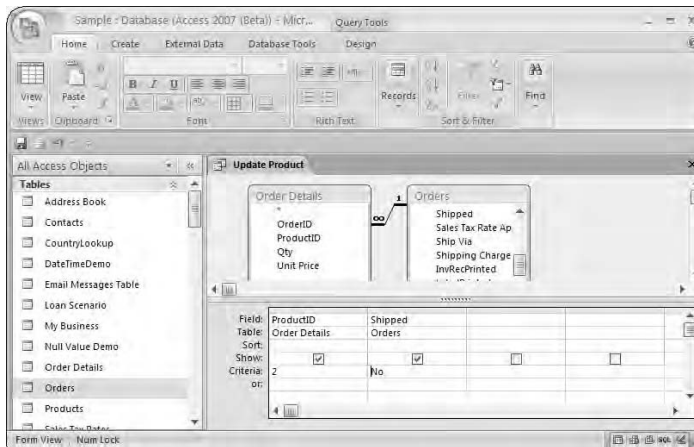 Sample : Database (Access 2007 (Beta)) - Micr...
Query Tools
Home
Create
External Data
Database Tools
Design
View
Paste
Records
Filter
Find
Views
Clipboard
Font
Rich Text
Sort & Filter
All Access Objects
Tables
Address Book
Contacts
CountryLookup
DateTimeDemo
Email Messages Table
Loan Scenario
My Business
Null Value Demo
Order Details
Orders
Products
Sales Tax Rates
Update Product
Order Details
*
OrderID
ProductID
Qty
Unit Price
∞
1
Orders
Shipped
Sales Tax Rate Ap
Ship Via
Shipping Charge
InvRecPrinted
Field: ProductID Shipped
Table: Order Details Orders
Sort:
Show:
Criteria: 2 No
or:
Form View Num Lock
SQL